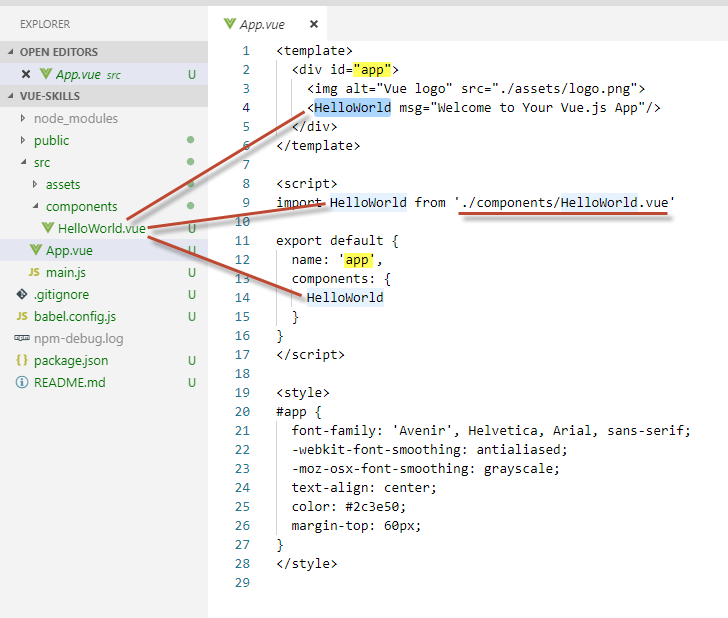 EXPLORER
OPEN EDITORS
App.vue src U
VUE-SKILLS
node_modules
public
src
assets
components
HelloWorld.vue U
App.vue U
JS main.js U
.gitignore U
JS babel.config.js U
npm npm-debug.log
{} package.json U
README.md U
App.vue
1 <template>
2 <div id="app">
3 <img alt="Vue logo" src="./assets/logo.png">
4 <HelloWorld msg="Welcome to Your Vue.js App"/>
5 </div>
6 </template>
7
8 <script>
9 import HelloWorld from './components/HelloWorld.vue'
10
11 export default {
12 name: 'app',
13 components: {
14 HelloWorld
15 }
16 }
17 </script>
18
19 <style>
20 #app {
21 font-family: 'Avenir', Helvetica, Arial, sans-serif;
22 -webkit-font-smoothing: antialiased;
23 -moz-osx-font-smoothing: grayscale;
24 text-align: center;
25 color: #2c3e50;
26 margin-top: 60px;
27 }
28 </style>
29